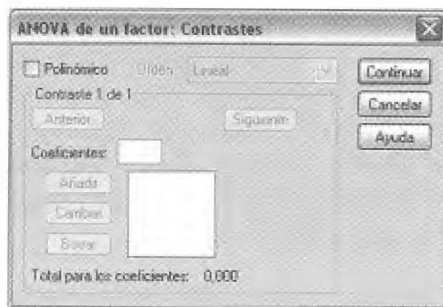 ANOVA de un factor: Contrastes
Polinómico Orden: Lineal
Continuar
Contraste 1 de 1
Cancelar
Anterior Siguiente
Ayuda
Coeficientes:
Añadir
Cambiar
Borrar
Total para los coeficientes: 0,000